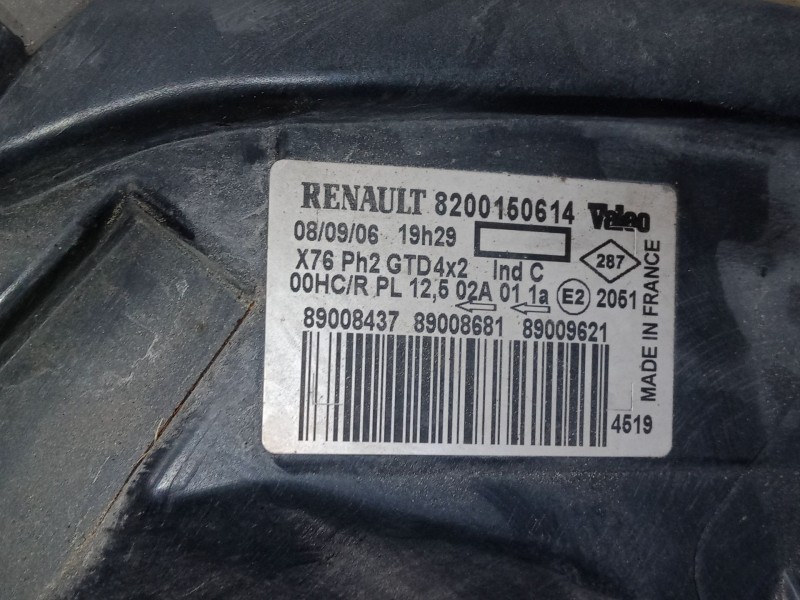 RENAULT 8200150614 Valeo
08/09/06 19h29
X76 Ph2 GTD4x2 Ind C
287
00HC/R PL 12,5 02A 01 1a E2 2051
89008437 89008681 89009621
4519
MADE IN FRANCE